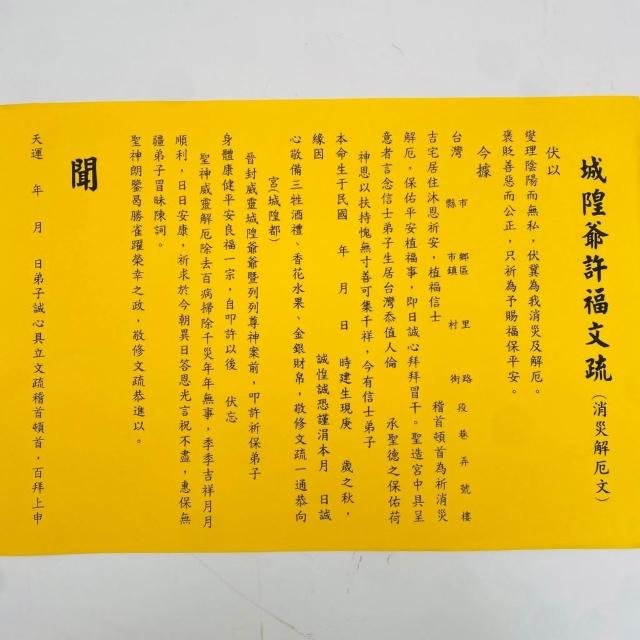 城隍爺許福文疏(消災解厄文)
伏以
燮理陰陽而無私,伏冀為我消災及解厄。
褒貶善惡而公正,只祈為予賜福保平安。
今據
台灣 市縣 鄉鎮市區 村里 路街 段 巷 弄 號 樓
吉宅居住沐恩祈安,植福信士 稽首頓首為祈消災
解厄,保佑平安植福事,即日誠心拜拜冒干。聖造宮中具呈
意者言念信士弟子生居台灣忝值人倫 承聖德之保佑荷
神恩以扶持愧無寸善可集千祥,今有信士弟子
本命生于民國 年 月 日 時建生現庚 歲之秋,
緣因 誠惶誠恐謹涓本月 日誠
心敬備三牲酒禮、香花水果、金銀財帛,敬修文疏一通恭向
宮(城隍都)
晉封威靈城隍爺爺暨列列尊神案前,叩許祈保弟子
身體康健平安良福一宗,自叩許以後 伏忘
聖神威靈解厄除去百病掃除千災年年無事,季季吉祥月月
順利,日日安康,祈求於今朝異日答恩光言祝不盡,惠保無
疆弟子冒昧陳詞。
聖神朗鑒曷勝雀躍榮幸之政,敬修文疏恭進以。
聞
天運 年 月 日弟子誠心具立文疏稽首頓首,百拜上申